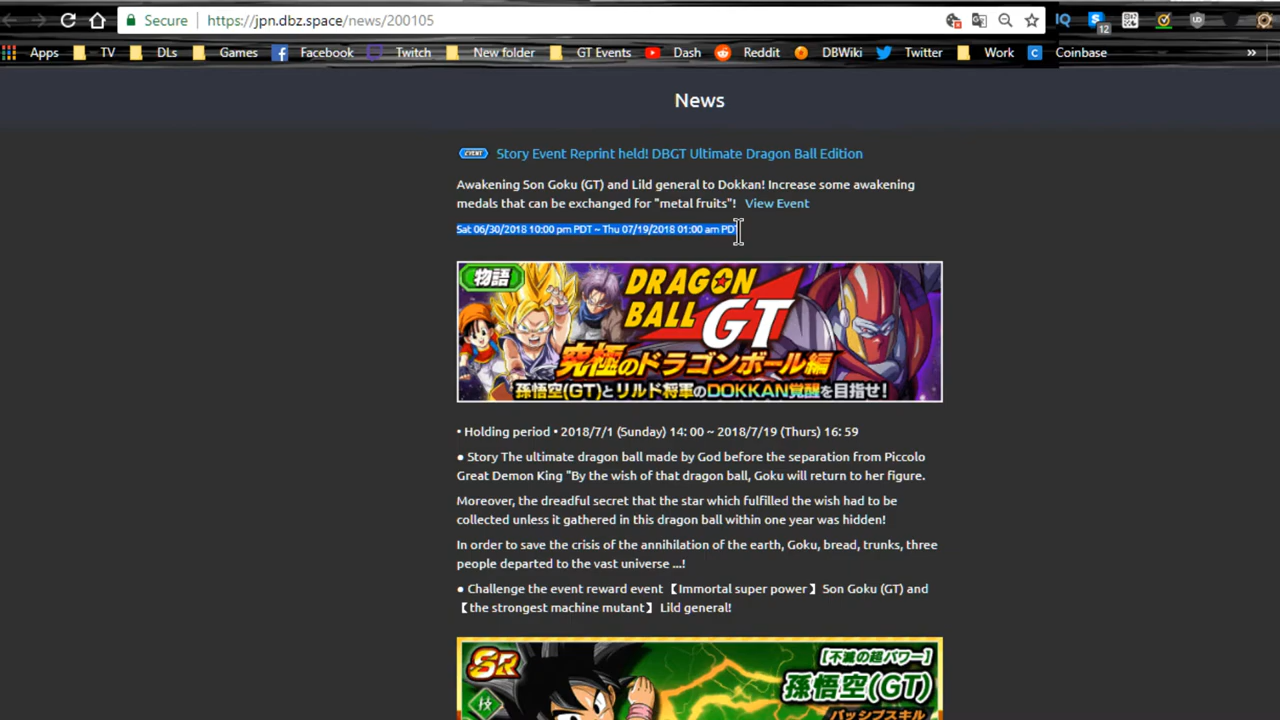 Secure https://jpn.dbz.space/news/200105
12
Apps TV DLs Games Facebook Twitch New folder GT Events Dash Reddit DBWiki Twitter Work Coinbase »
News
EVENT Story Event Reprint held! DBGT Ultimate Dragon Ball Edition
Awakening Son Goku (GT) and Lild general to Dokkan! Increase some awakening
medals that can be exchanged for "metal fruits"! View Event
Sat 06/30/2018 10:00 pm PDT ~ Thu 07/19/2018 01:00 am PDT
物語
DRAGON
BALL GT
究極のドラゴンボール編
孫悟空(GT)とリルド将軍のDOKKAN覚醒を目指せ!
• Holding period • 2018/7/1 (Sunday) 14: 00 ~ 2018/7/19 (Thurs) 16: 59
● Story The ultimate dragon ball made by God before the separation from Piccolo
Great Demon King "By the wish of that dragon ball, Goku will return to her figure.
Moreover, the dreadful secret that the star which fulfilled the wish had to be
collected unless it gathered in this dragon ball within one year was hidden!
In order to save the crisis of the annihilation of the earth, Goku, bread, trunks, three
people departed to the vast universe ...!
● Challenge the event reward event 【Immortal super power】 Son Goku (GT) and
【the strongest machine mutant】 Lild general!
SR
技
[不滅の超パワー]
孫悟空(GT)
パッシブスキル